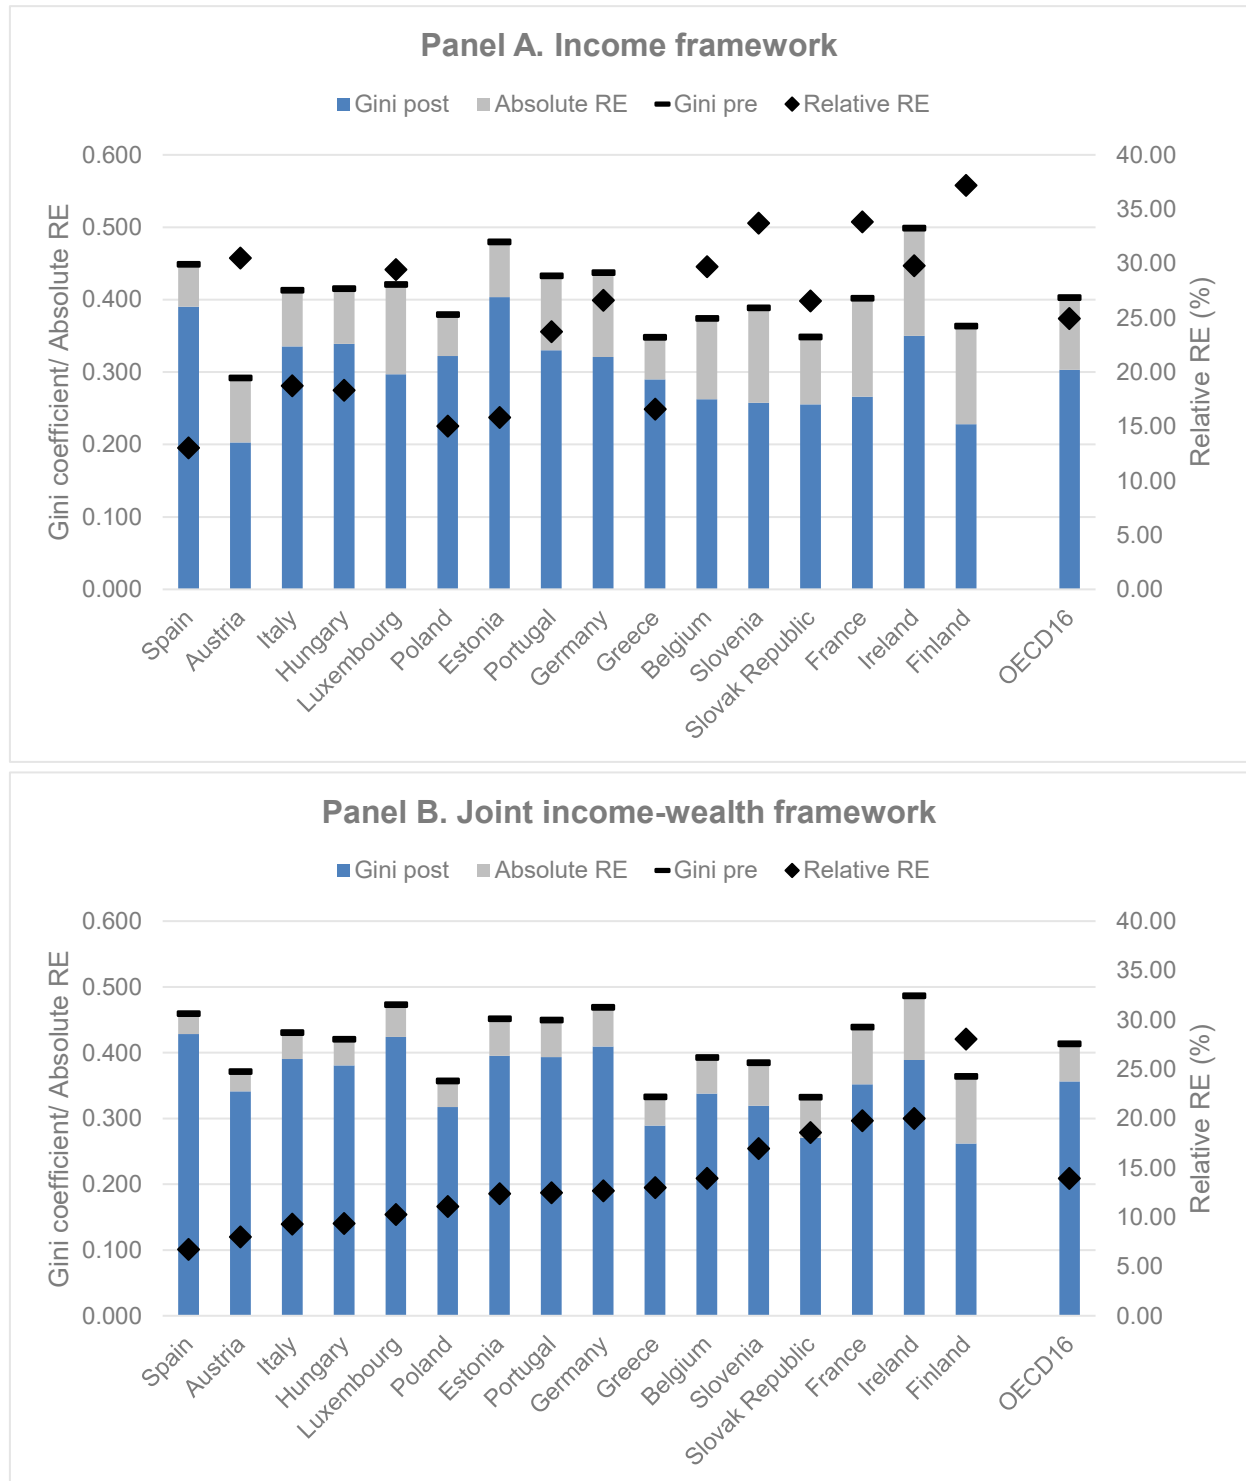 Panel A. Income framework
Gini post Absolute RE Gini pre Relative RE
Gini coefficient/ Absolute RE
0.600
0.500
0.400
0.300
0.200
0.100
0.000
40.00
35.00
30.00
25.00
20.00
15.00
10.00
5.00
0.00
Relative RE (%)
Spain
Austria
Italy
Hungary
Luxembourg
Poland
Estonia
Portugal
Germany
Greece
Belgium
Slovenia
Slovak Republic
France
Ireland
Finland
OECD16
Panel B. Joint income-wealth framework
Gini post Absolute RE Gini pre Relative RE
Gini coefficient/ Absolute RE
0.600
0.500
0.400
0.300
0.200
0.100
0.000
40.00
35.00
30.00
25.00
20.00
15.00
10.00
5.00
0.00
Relative RE (%)
Spain
Austria
Italy
Hungary
Luxembourg
Poland
Estonia
Portugal
Germany
Greece
Belgium
Slovenia
Slovak Republic
France
Ireland
Finland
OECD16